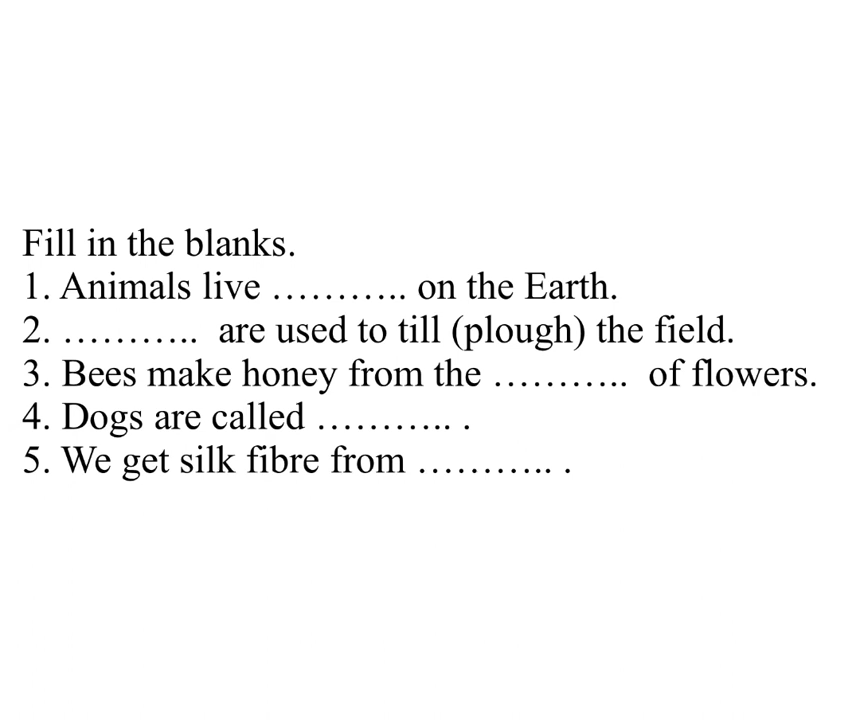 Fill in the blanks.
1. Animals live ……….. on the Earth.
2. ……….. are used to till (plough) the field.
3. Bees make honey from the ……….. of flowers.
4. Dogs are called ……….. .
5. We get silk fibre from ……….. .